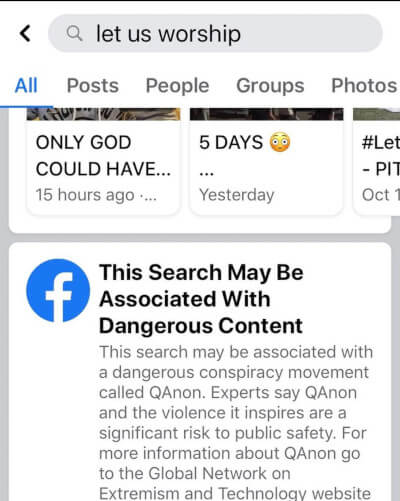 let us worship
All Posts People Groups Photos
ONLY GOD
COULD HAVE...
15 hours ago ·...
5 DAYS 😳
...
Yesterday
#Let
- PIT
Oct 1
This Search May Be
Associated With
Dangerous Content
This search may be associated with
a dangerous conspiracy movement
called QAnon. Experts say QAnon
and the violence it inspires are a
significant risk to public safety. For
more information about QAnon go
to the Global Network on
Extremism and Technology website